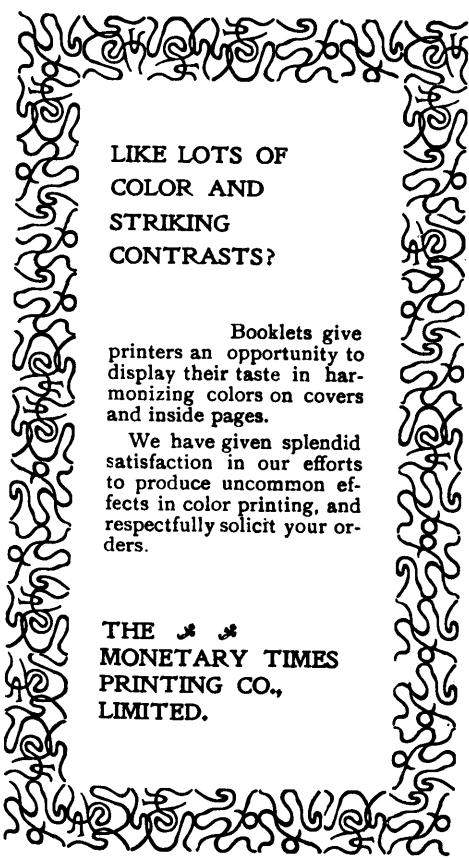 LIKE LOTS OF
COLOR AND
STRIKING
CONTRASTS?
Booklets give
printers an opportunity to
display their taste in har-
monizing colors on covers
and inside pages.
We have given splendid
satisfaction in our efforts
to produce uncommon ef-
fects in color printing, and
respectfully solicit your or-
ders.
THE
MONETARY TIMES
PRINTING CO.,
LIMITED.